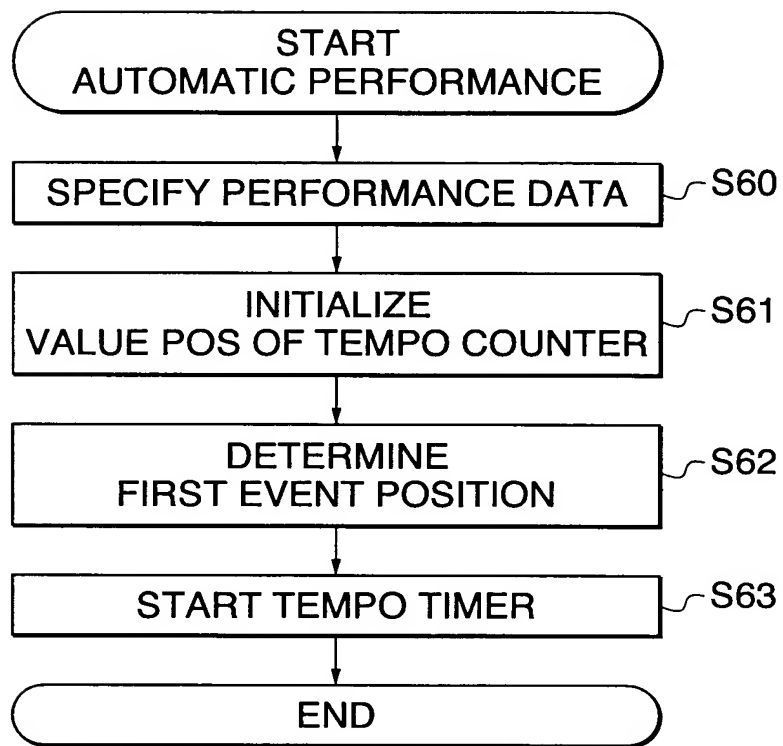 START
AUTOMATIC PERFORMANCE
SPECIFY PERFORMANCE DATA
S60
INITIALIZE
VALUE POS OF TEMPO COUNTER
S61
DETERMINE
FIRST EVENT POSITION
S62
START TEMPO TIMER
S63
END